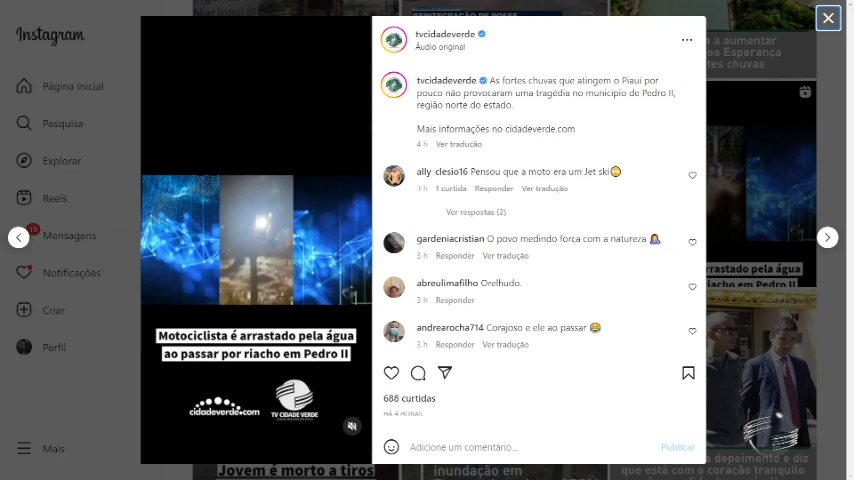 Instagram
Página inicial
Pesquisa
Explorar
Reels
Mensagens
Notificações
Criar
Perfil
Mais
Motociclista é arrastado pela água
ao passar por riacho em Pedro II
cidadeverde.com
TV CIDADE VERDE
tvcidadeverde
Áudio original
tvcidadeverde As fortes chuvas que atingem o Piauí por
pouco não provocaram uma tragédia no município de Pedro II,
região norte do estado.
Mais informações no cidadeverde.com
4 h Ver tradução
ally_clesio16 Pensou que a moto era um Jet ski🙄
3 h 1 curtida Responder Ver tradução
Ver respostas (2)
gardeniacristian O povo medindo força com a natureza 🤦‍♀️
3 h Responder Ver tradução
abreulimafilho Orelhudo.
3 h Responder
andrearocha714 Corajoso e ele ao passar 😂
3 h Responder Ver tradução
688 curtidas
HÁ 4 HORAS
Adicione um comentário...
Publicar
REINTEGRAÇÃO DE POSSE
Nacional do
a a aumentar
oa Esperança
rtes chuvas
rrastado pela água
riacho em Pedro II
depoimento e diz
que está com o coração tranquilo
Jovem é morto a tiros
inundação em